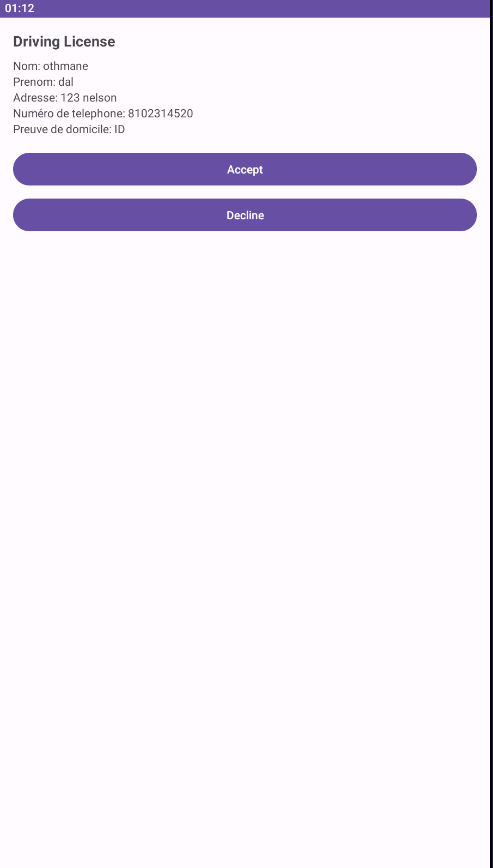 01:12
Driving License
Nom: othmane
Prenom: dal
Adresse: 123 nelson
Numéro de telephone: 8102314520
Preuve de domicile: ID
Accept
Decline